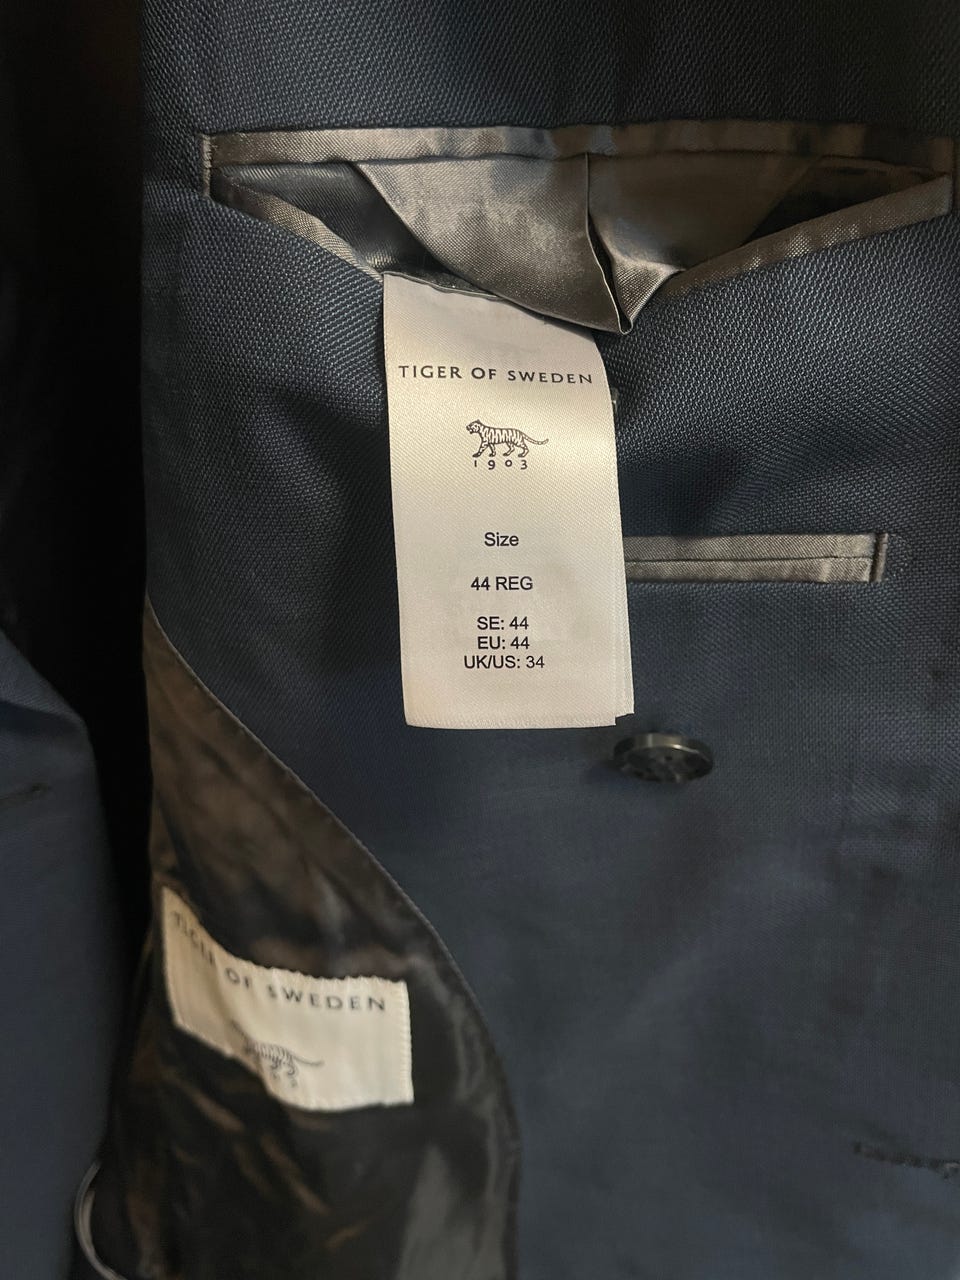 TIGER OF SWEDEN
1903
Size
44 REG
SE: 44
EU: 44
UK/US: 34
TIGER OF SWEDEN